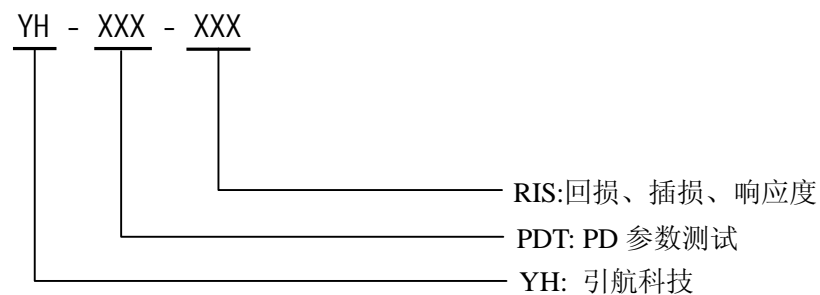 YH - XXX - XXX
RIS:回损、插损、响应度
PDT: PD 参数测试
YH: 引航科技